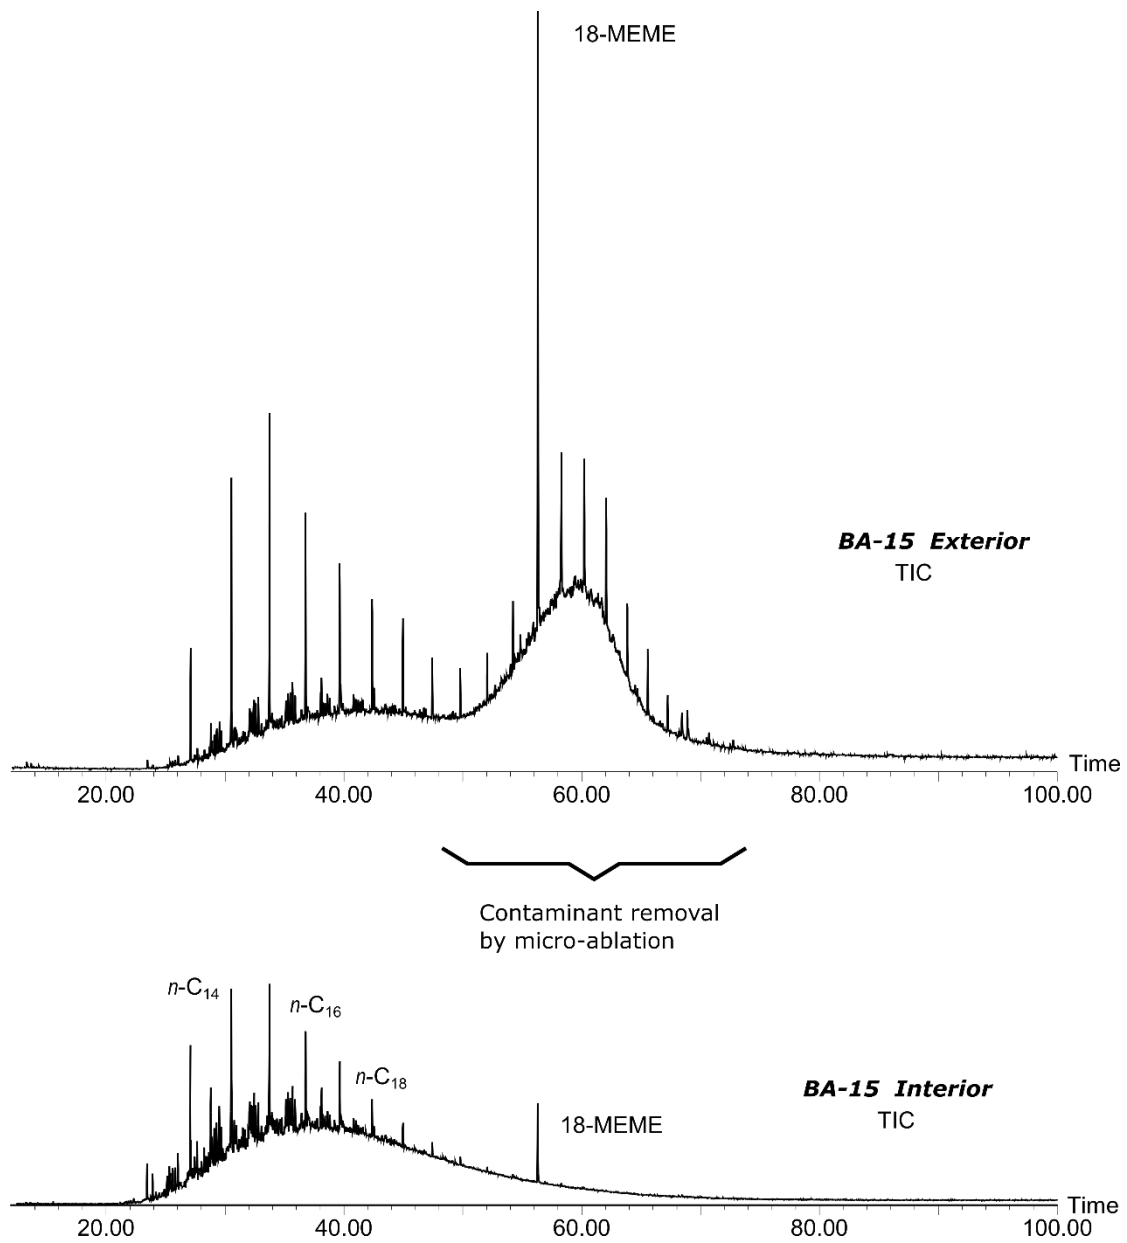 18-MEME
BA-15 Exterior
TIC
Time
20.00 40.00 60.00 80.00 100.00
Contaminant removal
by micro-ablation
n-C14
n-C16
n-C18
BA-15 Interior
TIC
18-MEME
Time
20.00 40.00 60.00 80.00 100.00